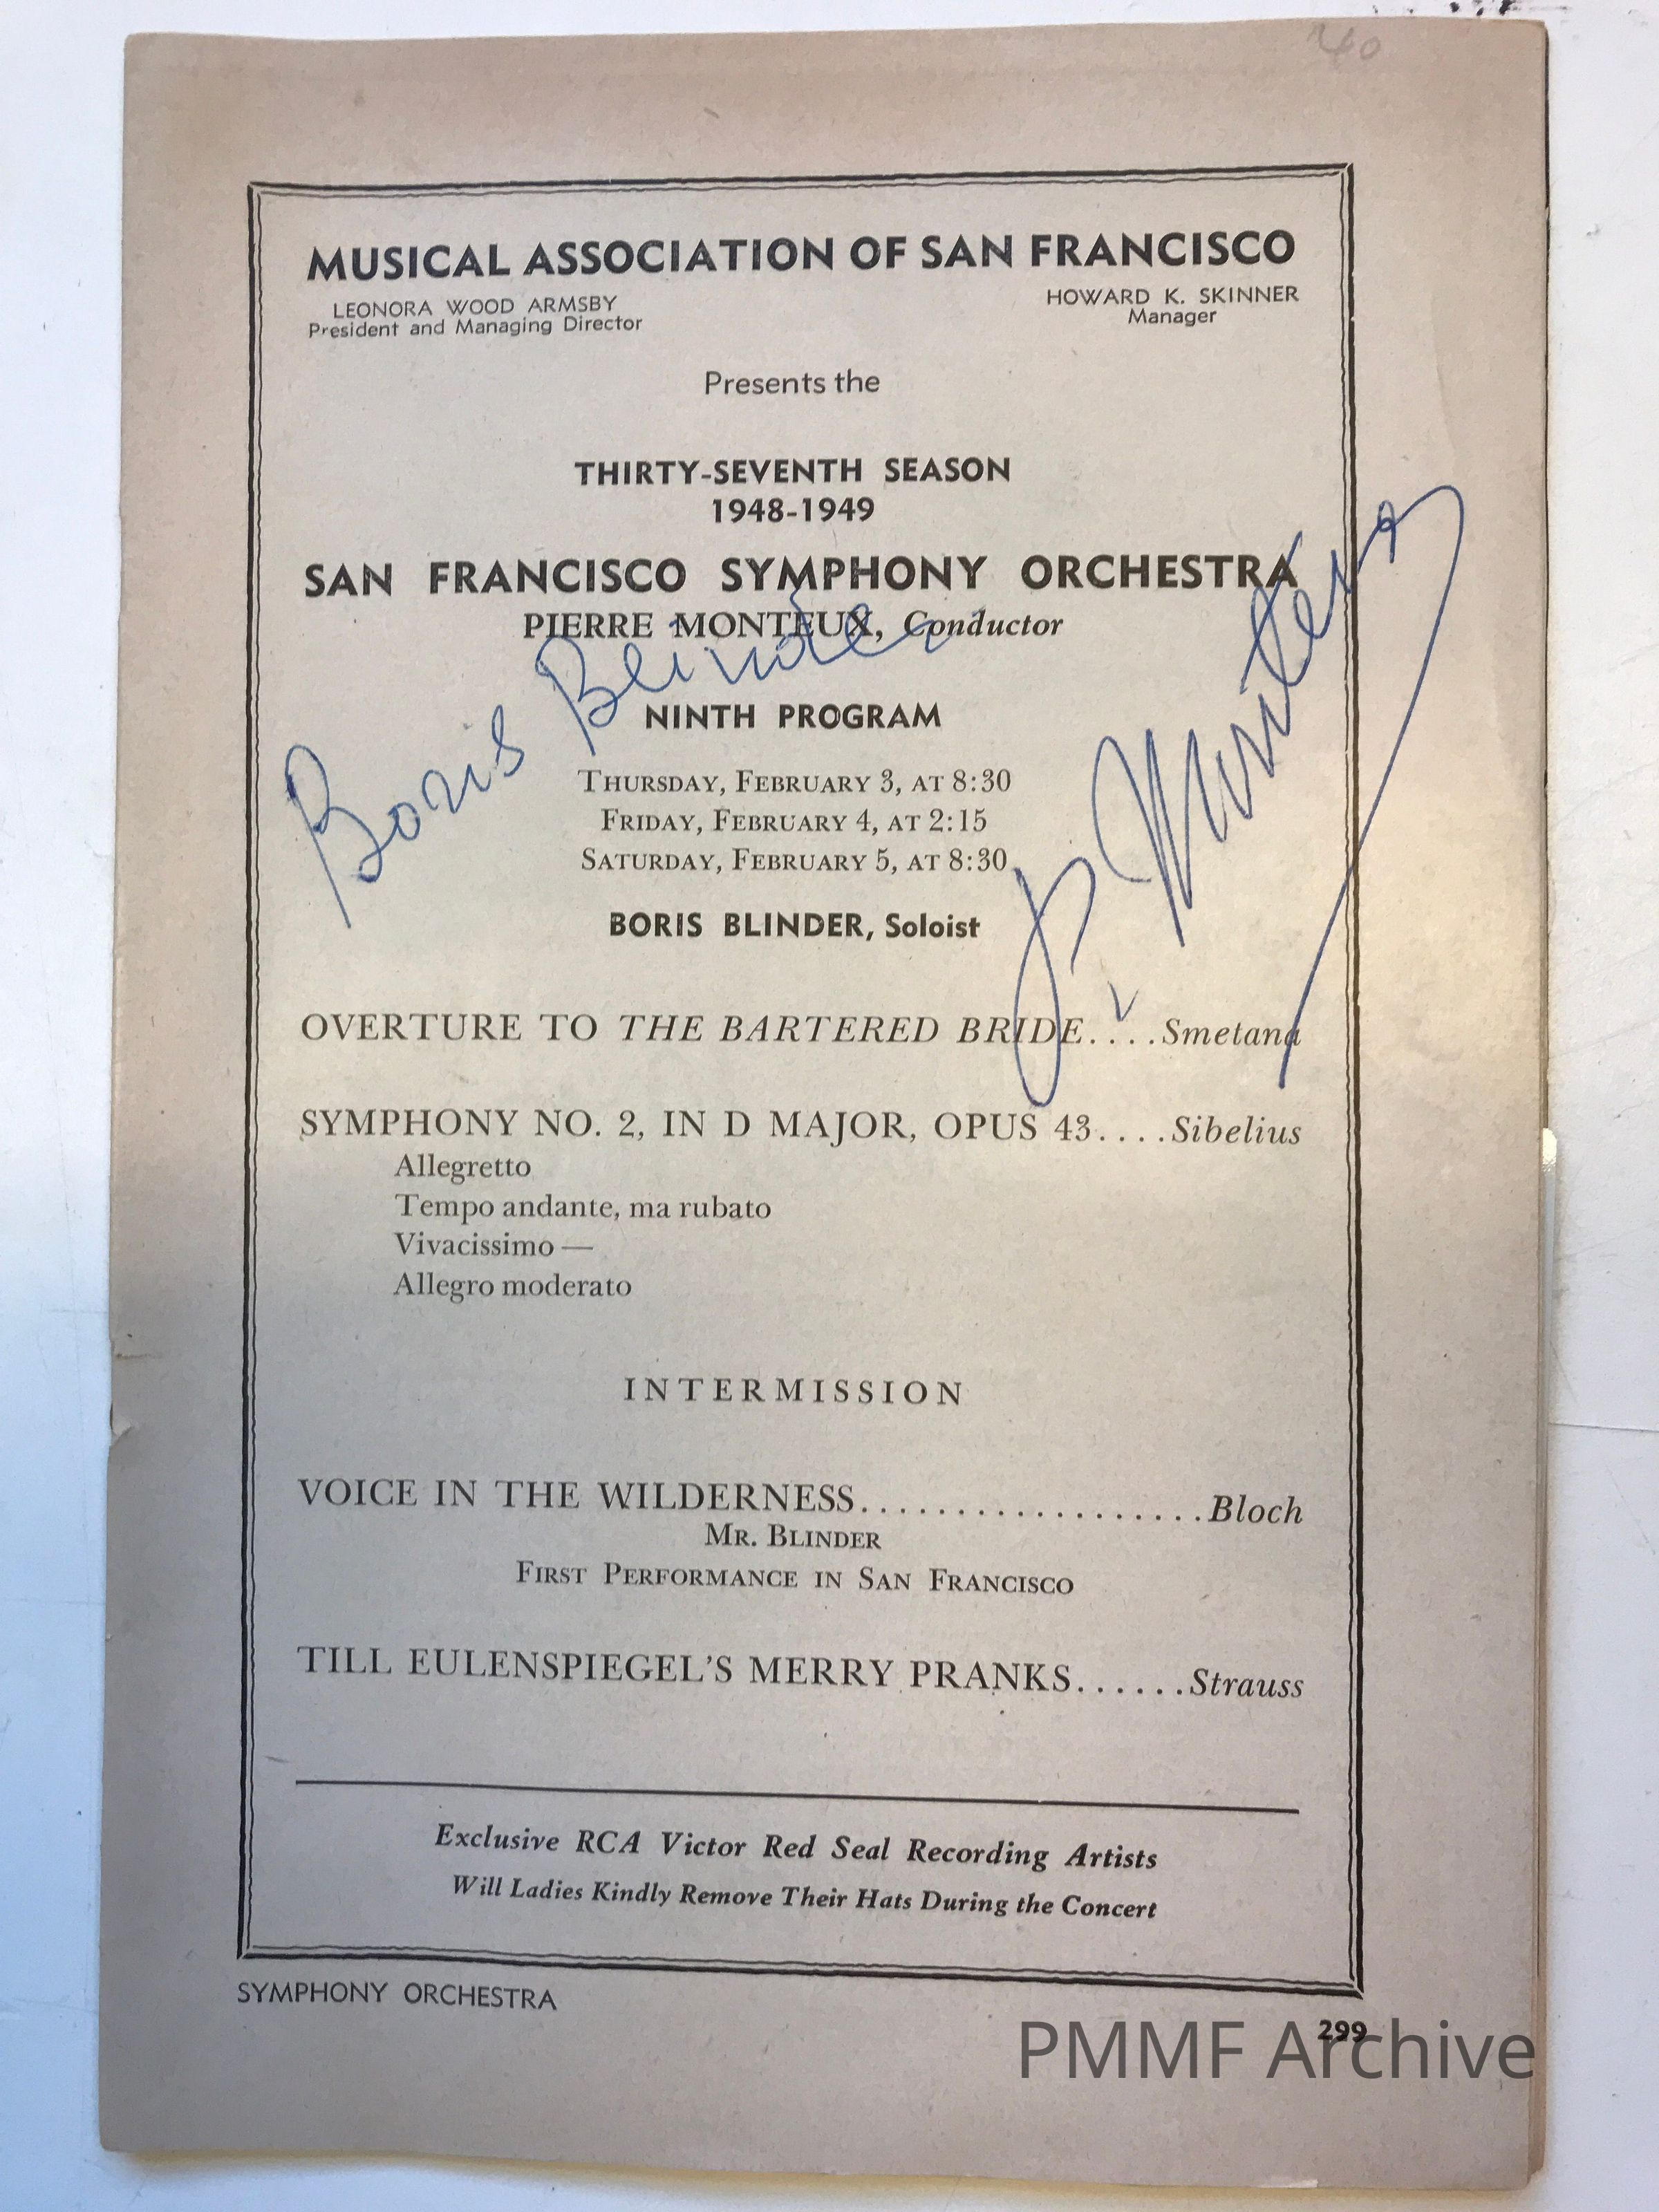 40
MUSICAL ASSOCIATION OF SAN FRANCISCO
LEONORA WOOD ARMSBY
President and Managing Director
HOWARD K. SKINNER
Manager
Presents the
THIRTY-SEVENTH SEASON
1948-1949
SAN FRANCISCO SYMPHONY ORCHESTRA
PIERRE MONTEUX, Conductor
Boris Blinder
P. Monteux
NINTH PROGRAM
THURSDAY, FEBRUARY 3, AT 8:30
FRIDAY, FEBRUARY 4, AT 2:15
SATURDAY, FEBRUARY 5, AT 8:30
BORIS BLINDER, Soloist
OVERTURE TO THE BARTERED BRIDE....Smetana
SYMPHONY NO. 2, IN D MAJOR, OPUS 43....Sibelius
Allegretto
Tempo andante, ma rubato
Vivacissimo —
Allegro moderato
INTERMISSION
VOICE IN THE WILDERNESS...................Bloch
MR. BLINDER
FIRST PERFORMANCE IN SAN FRANCISCO
TILL EULENSPIEGEL'S MERRY PRANKS......Strauss
Exclusive RCA Victor Red Seal Recording Artists
Will Ladies Kindly Remove Their Hats During the Concert
SYMPHONY ORCHESTRA
299
PMMF Archive